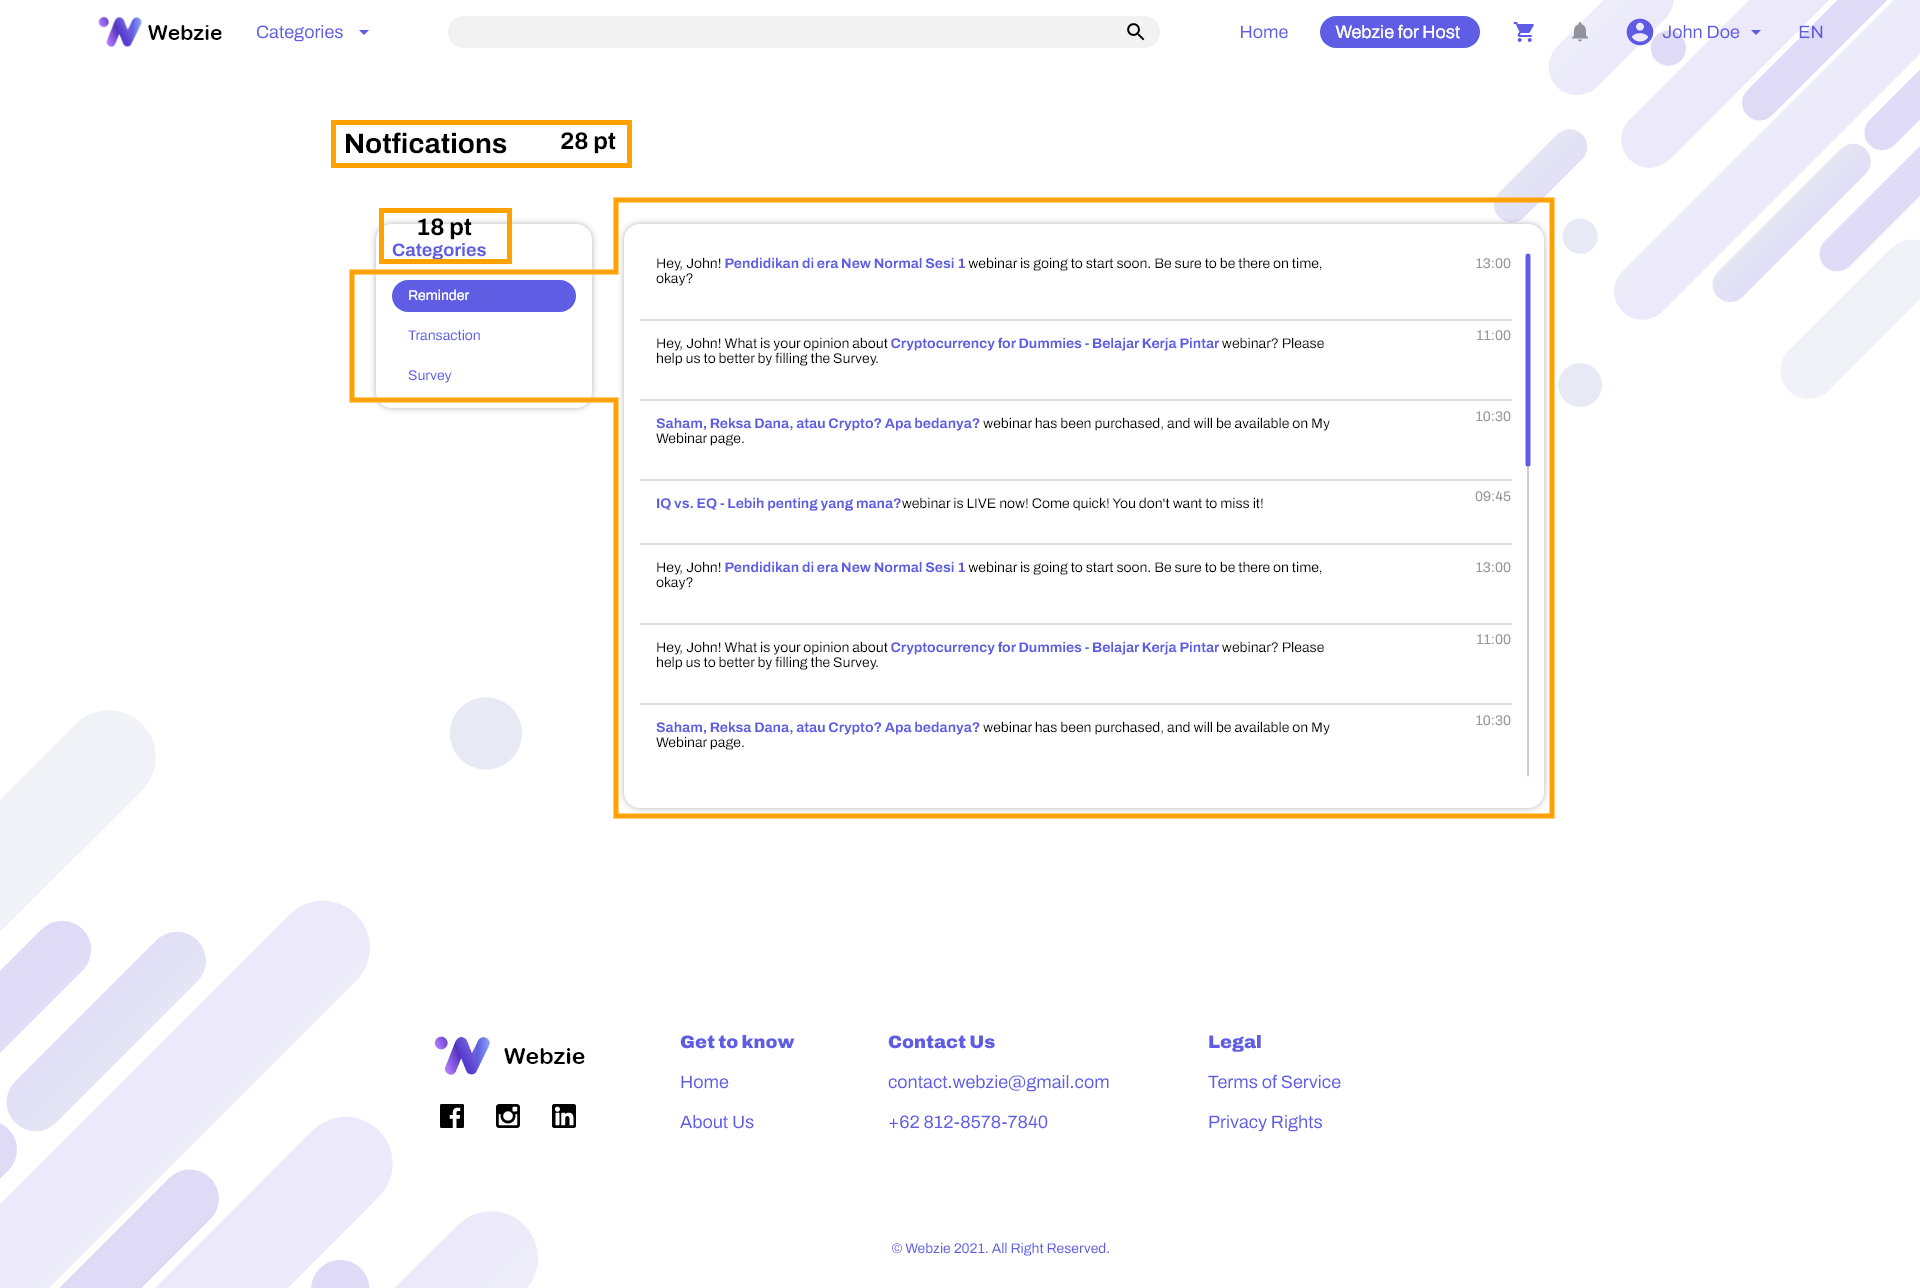 Webzie
Categories
Home
Webzie for Host
John Doe
EN
Notfications
28 pt
18 pt
Categories
Reminder
Transaction
Survey
Hey, John! Pendidikan di era New Normal Sesi 1 webinar is going to start soon. Be sure to be there on time,
okay?
13:00
Hey, John! What is your opinion about Cryptocurrency for Dummies - Belajar Kerja Pintar webinar? Please
help us to better by filling the Survey.
11:00
Saham, Reksa Dana, atau Crypto? Apa bedanya? webinar has been purchased, and will be available on My
Webinar page.
10:30
IQ vs. EQ - Lebih penting yang mana?webinar is LIVE now! Come quick! You don't want to miss it!
09:45
Hey, John! Pendidikan di era New Normal Sesi 1 webinar is going to start soon. Be sure to be there on time,
okay?
13:00
Hey, John! What is your opinion about Cryptocurrency for Dummies - Belajar Kerja Pintar webinar? Please
help us to better by filling the Survey.
11:00
Saham, Reksa Dana, atau Crypto? Apa bedanya? webinar has been purchased, and will be available on My
Webinar page.
10:30
Webzie
Get to know
Home
About Us
Contact Us
contact.webzie@gmail.com
+62 812-8578-7840
Legal
Terms of Service
Privacy Rights
© Webzie 2021. All Right Reserved.